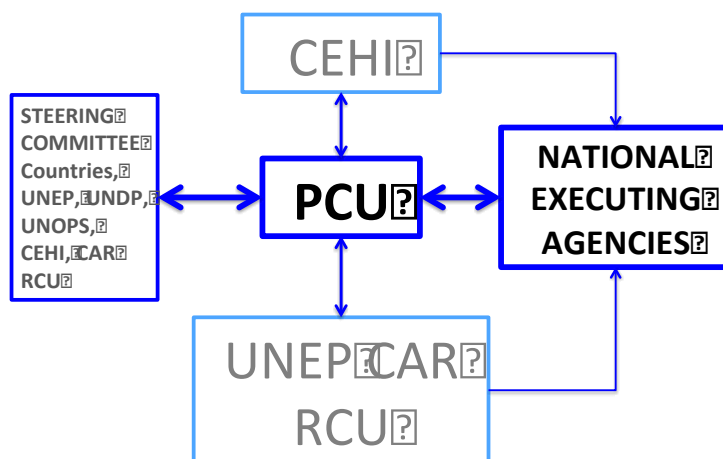 CEHI�
STEERING�
COMMITTEE�
Countries,�
UNEP,�UNDP,�
UNOPS,�
CEHI,�CAR�
RCU�
PCU�
NATIONAL�
EXECUTING�
AGENCIES�
UNEP�CAR�
RCU�